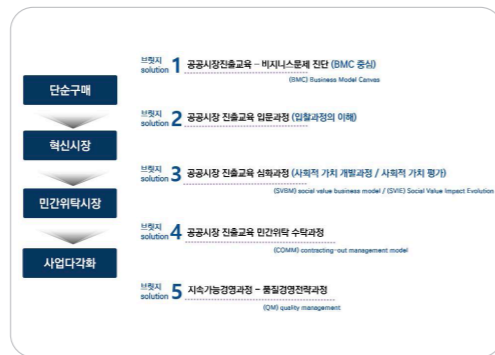 단순구매
혁신시장
민간위탁시장
사업다각화
브릿지 solution 1 공공시장진출교육 – 비지니스문제 진단 (BMC 중심)
(BMC) Business Model Canvas
브릿지 solution 2 공공시장 진출교육 입문과정 (입찰과정의 이해)
브릿지 solution 3 공공시장 진출교육 심화과정 (사회적 가치 개발과정 / 사회적 가치 평가)
(SVBM) social value business model / (SVIE) Social Value Impact Evolution
브릿지 solution 4 공공시장 진출교육 민간위탁 수탁과정
(COMM) contracting-out management model
브릿지 solution 5 지속가능경영과정 – 품질경영전략과정
(QM) quality management